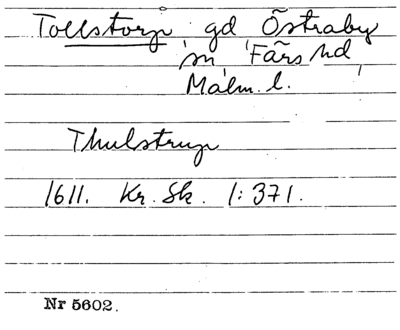 Tollstorp, gd Östraby
sn Färs hd
Malm. l.
Thulstrup
1611. Kr. Sk. 1:371.
Nr 5602.